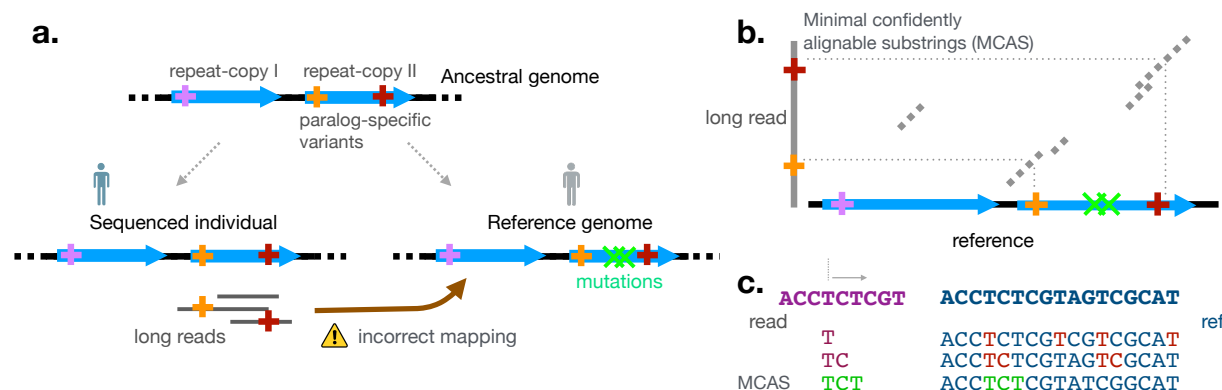 a.
repeat-copy I
repeat-copy II
Ancestral genome
paralog-specific
variants
Sequenced individual
Reference genome
mutations
long reads
incorrect mapping
b.
Minimal confidently
alignable substrings (MCAS)
long read
reference
c.
ACCTCTCGT
ACCTCTCGTAGTCGCAT
read
ref
T
ACCTCTCGTCGTCGCAT
TC
ACCTCTCGTAGTCGCAT
MCAS
TCT
ACCTCTCGTATCGGCAT